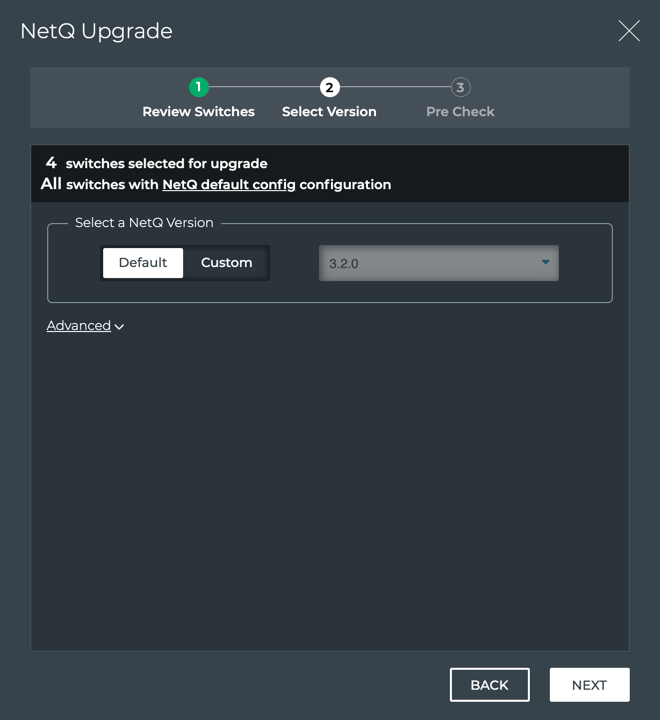 NetQ Upgrade
1 2 3
Review Switches Select Version Pre Check
4 switches selected for upgrade
All switches with NetQ default config configuration
Select a NetQ Version
Default Custom 3.2.0
Advanced
BACK NEXT